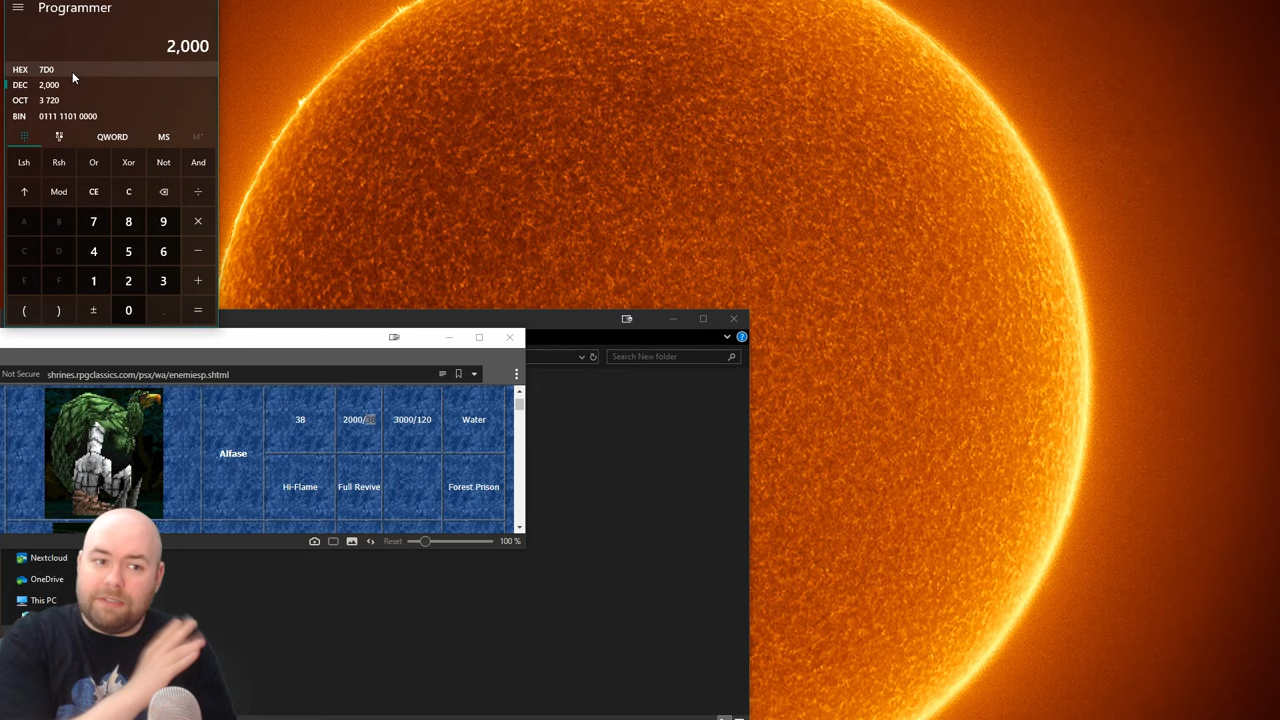 Programmer
2,000
HEX 7D0
DEC 2,000
OCT 3 720
BIN 0111 1101 0000
QWORD MS
Lsh Rsh Or Xor Not And
Mod CE C
A B 7 8 9 ×
C D 4 5 6 −
E F 1 2 3 +
( ) ± 0 . =
Search New folder
Not Secure shrines.rpgclassics.com/psx/wa/enemiesp.shtml
38 2000/38 3000/120 Water
Alfase
Hi-Flame Full Revive Forest Prison
Reset 100 %
Nextcloud
OneDrive
This PC